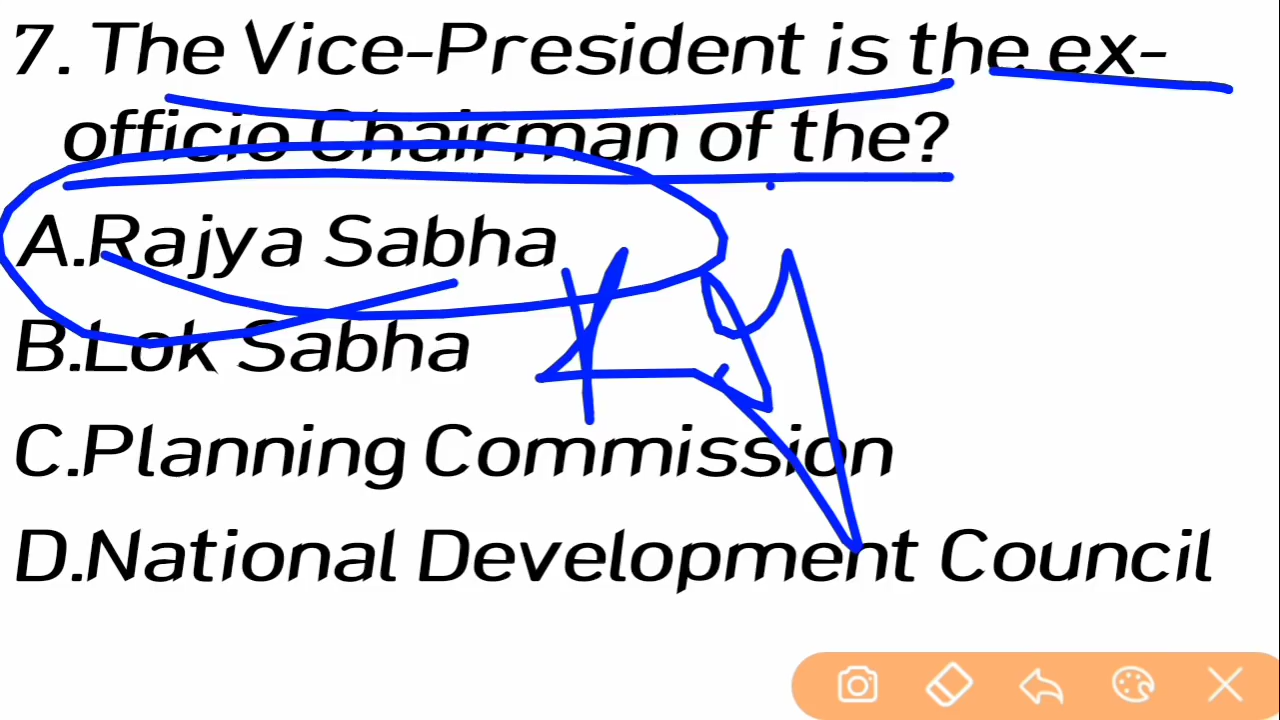 7. The Vice-President is the ex-
officio Chairman of the?
A.Rajya Sabha
B.Lok Sabha
C.Planning Commission
D.National Development Council